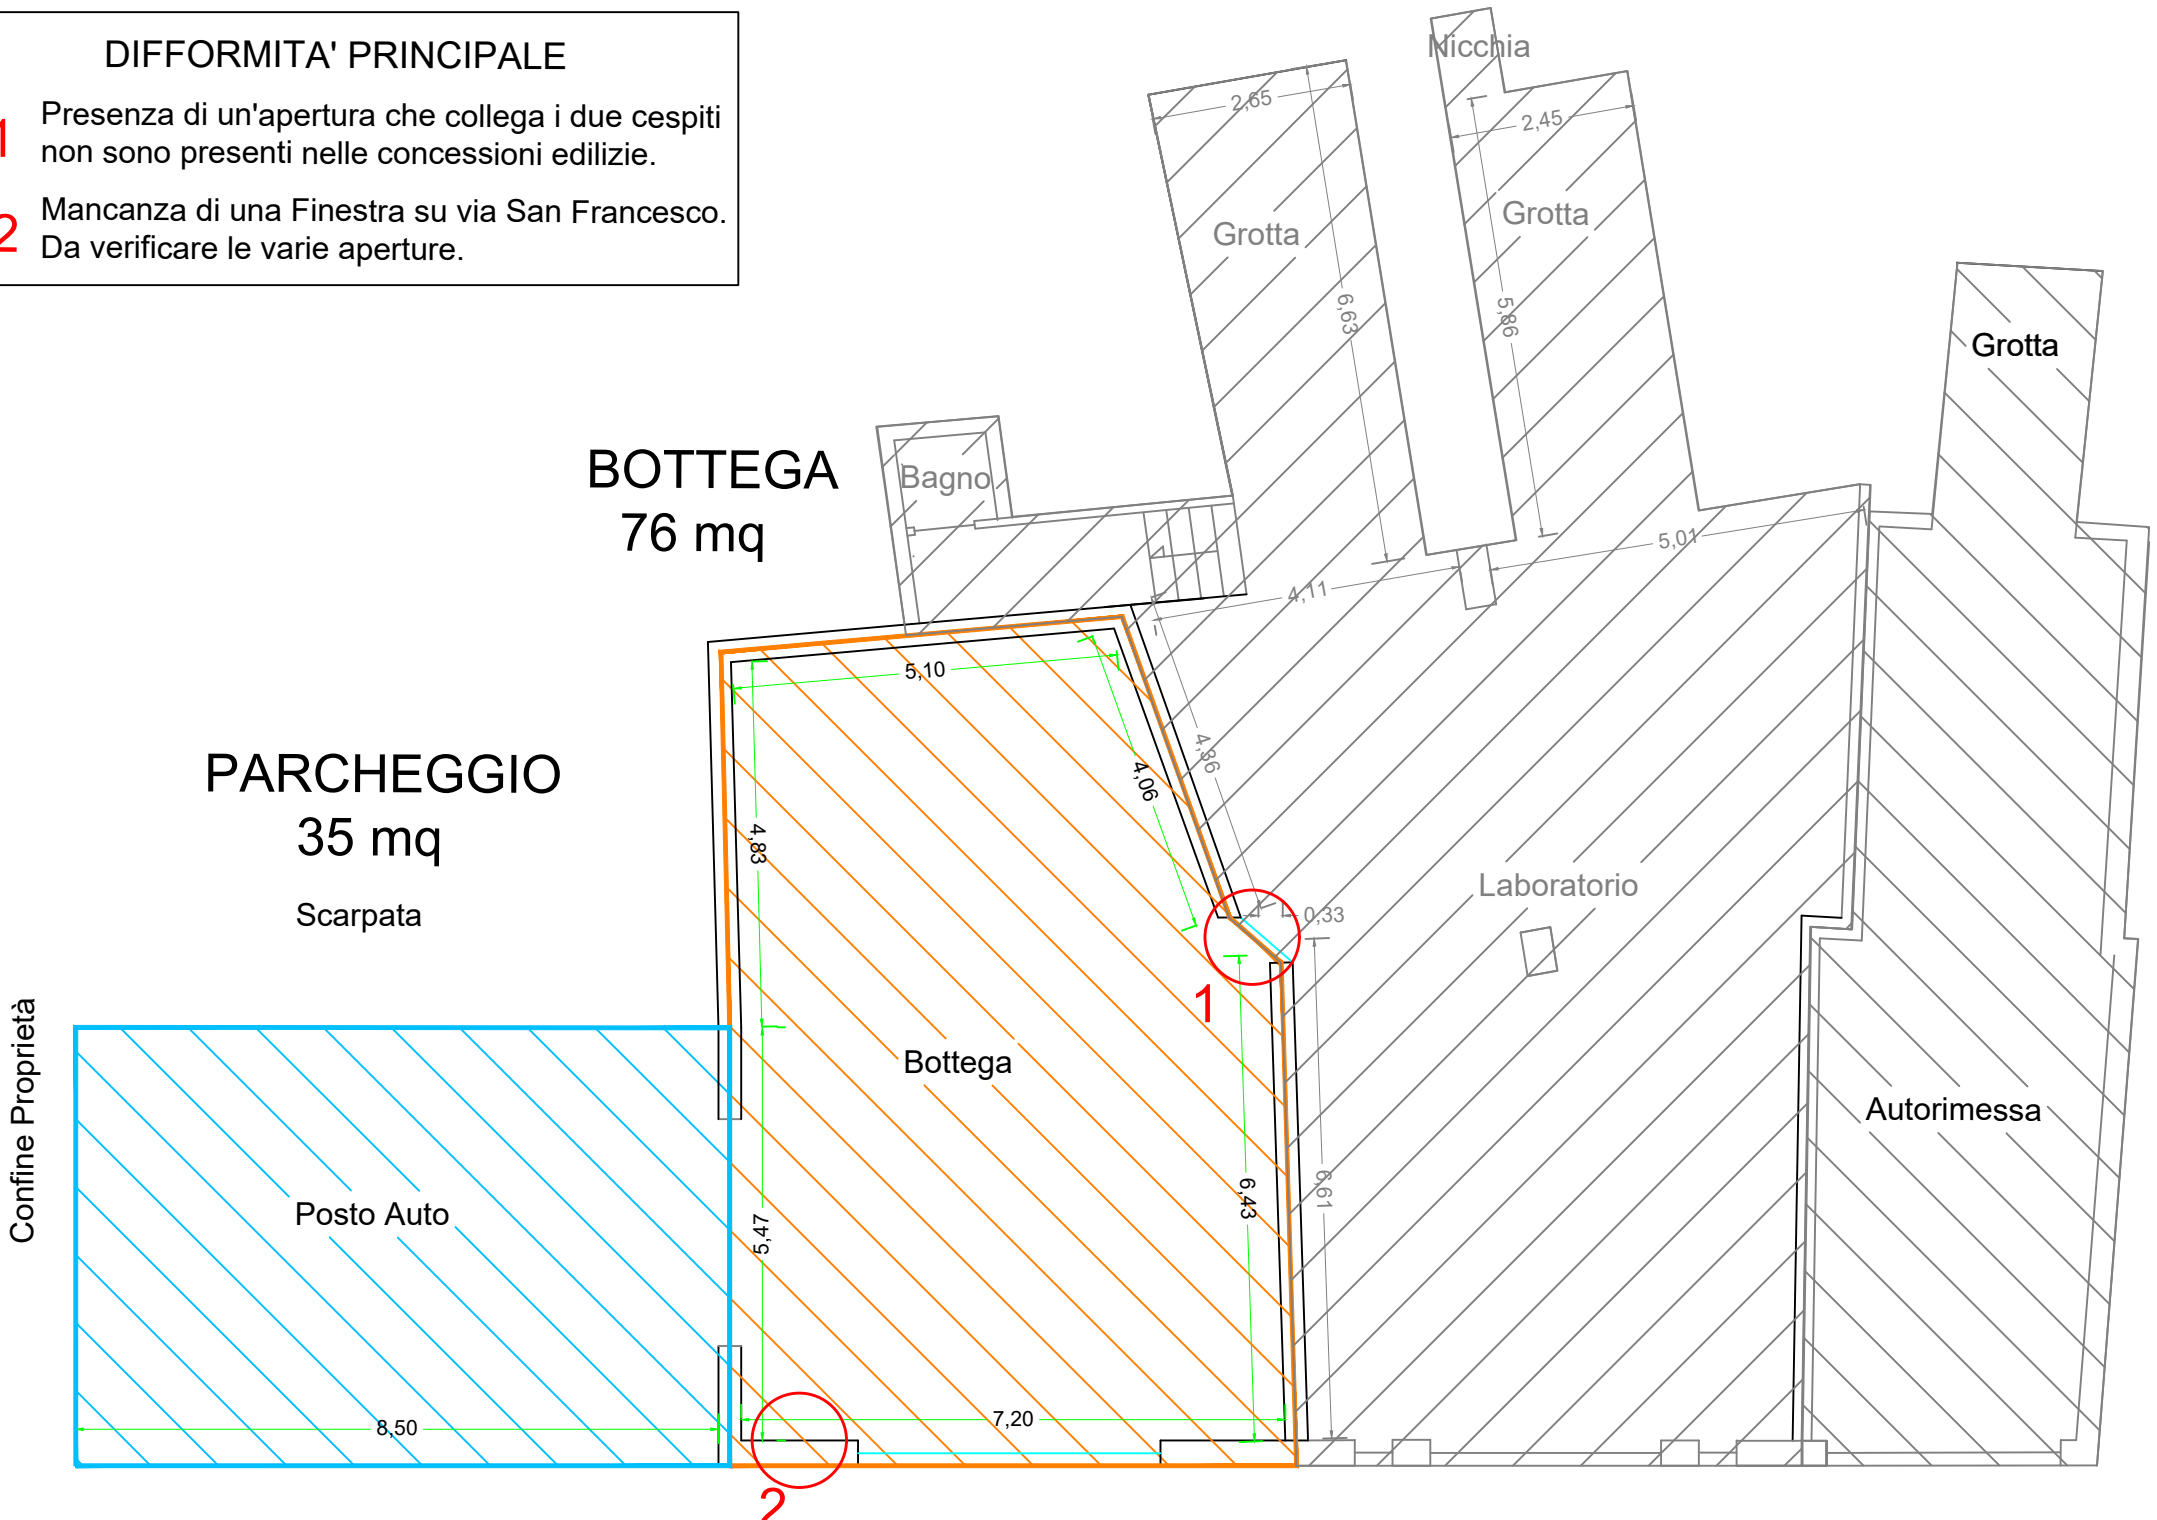 DIFFORMITA' PRINCIPALE
1 Presenza di un'apertura che collega i due cespiti
non sono presenti nelle concessioni edilizie.
2 Mancanza di una Finestra su via San Francesco.
Da verificare le varie aperture.
Nicchia
2,65
2,45
Grotta
Grotta
6,63
5,86
Grotta
BOTTEGA
76 mq
Bagno
5,01
4,11
5,10
4,36
4,06
PARCHEGGIO
35 mq
4,83
Scarpata
Laboratorio
0,33
1
Confine Proprietà
Bottega
Autorimessa
Posto Auto
5,47
6,43
6,61
8,50
7,20
2